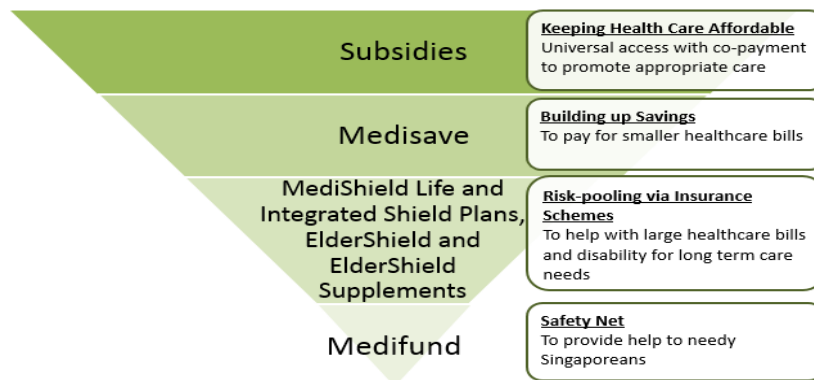 Subsidies
Keeping Health Care Affordable
Universal access with co-payment
to promote appropriate care
Medisave
Building up Savings
To pay for smaller healthcare bills
MediShield Life and
Integrated Shield Plans,
ElderShield and
ElderShield
Supplements
Risk-pooling via Insurance
Schemes
To help with large healthcare bills
and disability for long term care
needs
Medifund
Safety Net
To provide help to needy
Singaporeans